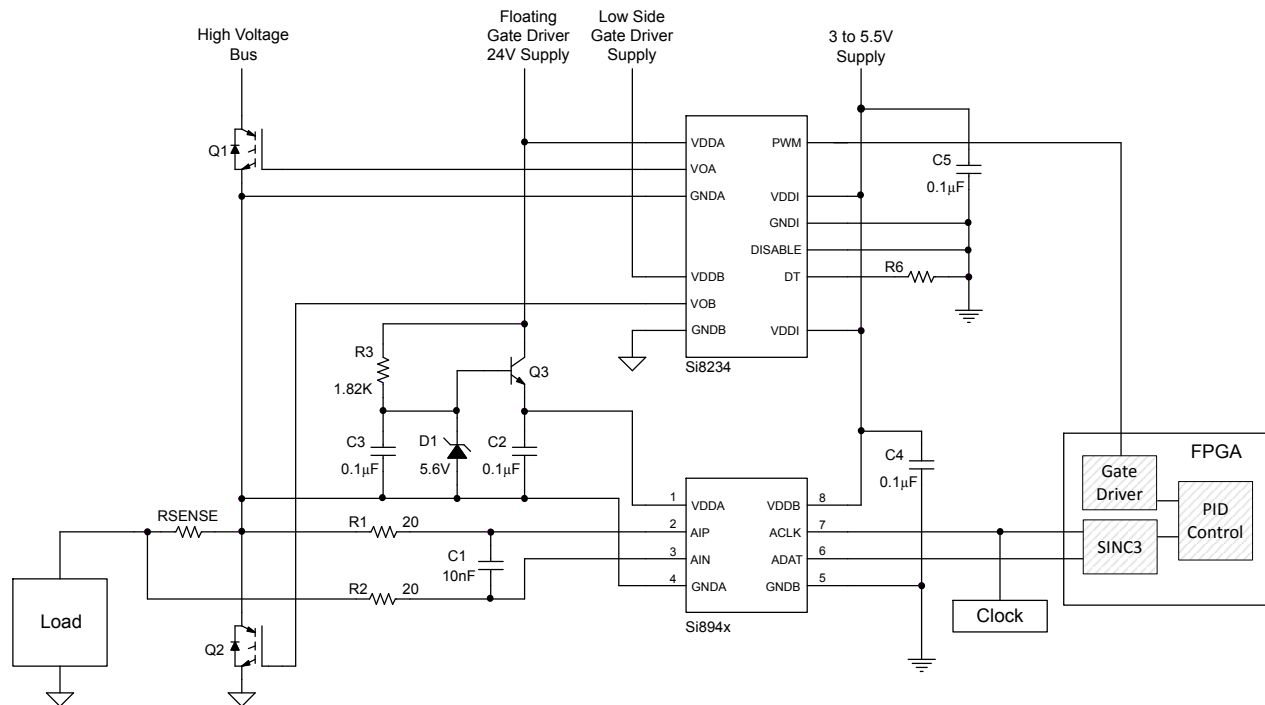 High Voltage
Bus
Floating
Gate Driver
24V Supply
Low Side
Gate Driver
Supply
3 to 5.5V
Supply
Q1
VDDA
VOA
GNDA
VDDB
VOB
GNDB
PWM
VDDI
GNDI
DISABLE
DT
VDDI
Si8234
C5
0.1µF
R6
R3
1.82K
Q3
C3
0.1µF
D1
5.6V
C2
0.1µF
C4
0.1µF
RSENSE
R1 20
C1
10nF
R2 20
Load
Q2
1 VDDA
2 AIP
3 AIN
4 GNDA
VDDB 8
ACLK 7
ADAT 6
GNDB 5
Si894x
Clock
FPGA
Gate
Driver
PID
Control
SINC3